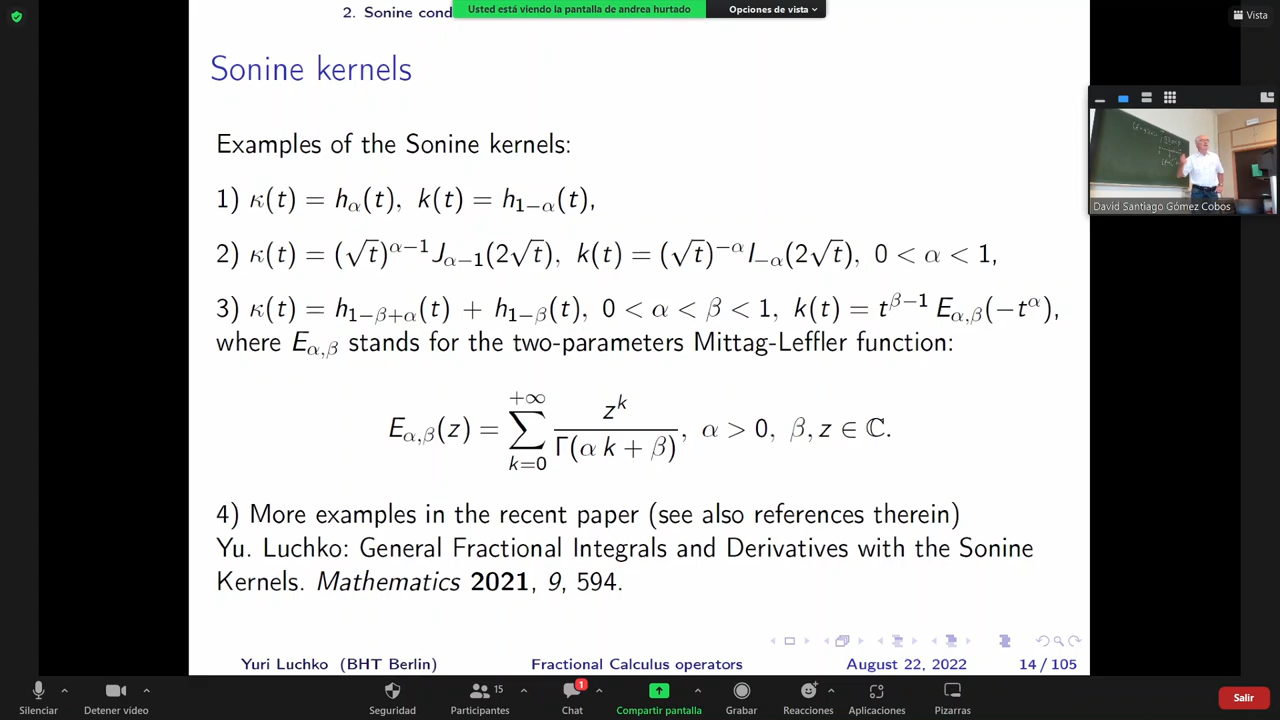 2. Sonine cond
Usted está viendo la pantalla de andrea hurtado
Opciones de vista
Vista
Sonine kernels
Examples of the Sonine kernels:
1) κ(t) = h_α(t), k(t) = h_{1−α}(t),
2) κ(t) = (√t)^{α−1} J_{α−1}(2√t), k(t) = (√t)^{−α} I_{−α}(2√t), 0 < α < 1,
3) κ(t) = h_{1−β+α}(t) + h_{1−β}(t), 0 < α < β < 1, k(t) = t^{β−1} E_{α,β}(−t^α),
where E_{α,β} stands for the two-parameters Mittag-Leffler function:
E_{α,β}(z) = ∑_{k=0}^{+∞} z^k / Γ(α k + β), α > 0, β, z ∈ ℂ.
4) More examples in the recent paper (see also references therein)
Yu. Luchko: General Fractional Integrals and Derivatives with the Sonine
Kernels. Mathematics 2021, 9, 594.
Yuri Luchko (BHT Berlin) Fractional Calculus operators August 22, 2022 14 / 105
David Santiago Gómez Cobos
Silenciar
Detener vídeo
Seguridad
15
Participantes
1
Chat
Compartir pantalla
Grabar
Reacciones
Aplicaciones
Pizarras
Salir